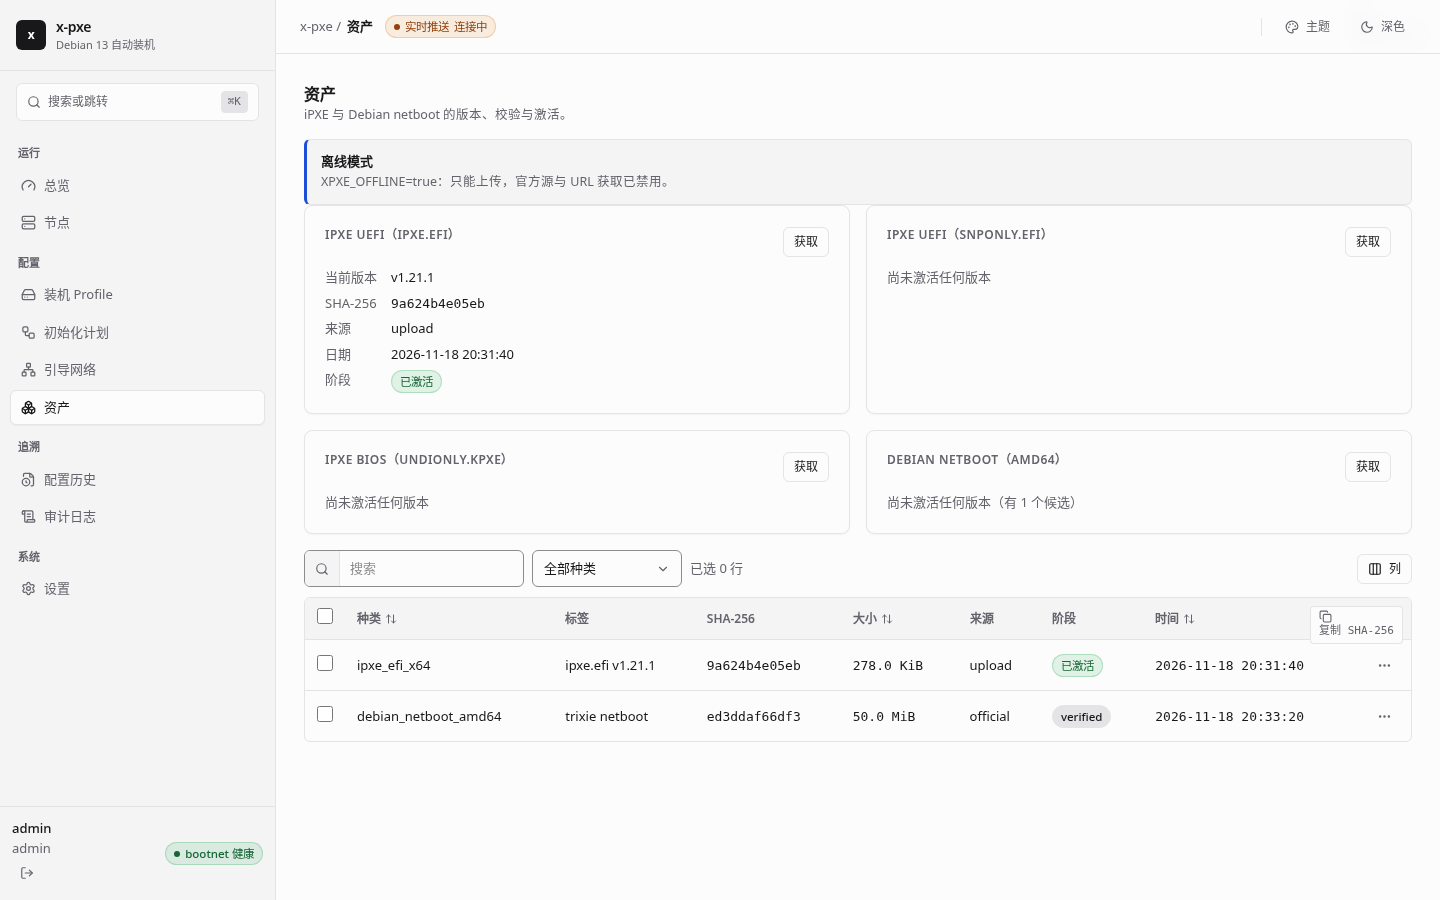 x
x-pxe
Debian 13 自动装机
搜索或跳转
⌘K
运行
总览
节点
配置
装机 Profile
初始化计划
引导网络
资产
追溯
配置历史
审计日志
系统
设置
admin
admin
bootnet 健康
x-pxe / 资产
实时推送 连接中
主题
深色
资产
iPXE 与 Debian netboot 的版本、校验与激活。
离线模式
XPXE_OFFLINE=true：只能上传，官方源与 URL 获取已禁用。
IPXE UEFI（IPXE.EFI）
获取
当前版本 v1.21.1
SHA-256 9a624b4e05eb
来源 upload
日期 2026-11-18 20:31:40
阶段 已激活
IPXE UEFI（SNPONLY.EFI）
获取
尚未激活任何版本
IPXE BIOS（UNDIONLY.KPXE）
获取
尚未激活任何版本
DEBIAN NETBOOT（AMD64）
获取
尚未激活任何版本（有 1 个候选）
搜索
全部种类
已选 0 行
列
种类 标签 SHA-256 大小 来源 阶段 时间
复制 SHA-256
ipxe_efi_x64 ipxe.efi v1.21.1 9a624b4e05eb 278.0 KiB upload 已激活 2026-11-18 20:31:40 ···
debian_netboot_amd64 trixie netboot ed3ddaf66df3 50.0 MiB official verified 2026-11-18 20:33:20 ···